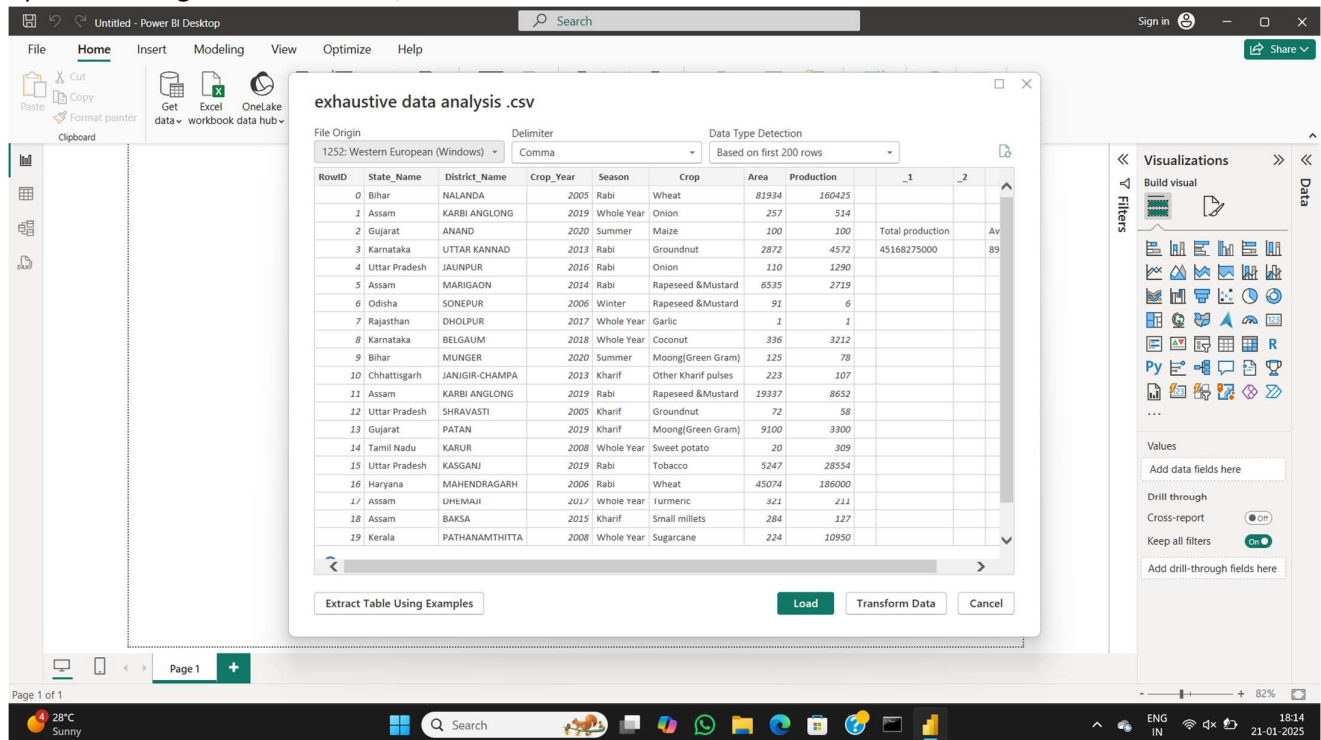 Untitled - Power BI Desktop
Search
Sign in
File Home Insert Modeling View Optimize Help
Share
Paste
Cut
Copy
Format painter
Clipboard
Get data
Excel workbook
OneLake data hub
exhaustive data analysis .csv
File Origin Delimiter Data Type Detection
1252: Western European (Windows) Comma Based on first 200 rows
RowID State_Name District_Name Crop_Year Season Crop Area Production _1 _2
0 Bihar NALANDA 2005 Rabi Wheat 81934 160425
1 Assam KARBI ANGLONG 2019 Whole Year Onion 257 514
2 Gujarat ANAND 2020 Summer Maize 100 100 Total production Av
3 Karnataka UTTAR KANNAD 2013 Rabi Groundnut 2872 4572 45168275000 89
4 Uttar Pradesh JAUNPUR 2016 Rabi Onion 110 1290
5 Assam MARIGAON 2014 Rabi Rapeseed &Mustard 6535 2719
6 Odisha SONEPUR 2006 Winter Rapeseed &Mustard 91 6
7 Rajasthan DHOLPUR 2017 Whole Year Garlic 1 1
8 Karnataka BELGAUM 2018 Whole Year Coconut 336 3212
9 Bihar MUNGER 2020 Summer Moong(Green Gram) 125 78
10 Chhattisgarh JANJGIR-CHAMPA 2013 Kharif Other Kharif pulses 223 107
11 Assam KARBI ANGLONG 2019 Rabi Rapeseed &Mustard 19337 8652
12 Uttar Pradesh SHRAVASTI 2005 Kharif Groundnut 72 58
13 Gujarat PATAN 2019 Kharif Moong(Green Gram) 9100 3300
14 Tamil Nadu KARUR 2008 Whole Year Sweet potato 20 309
15 Uttar Pradesh KASGANJ 2019 Rabi Tobacco 5247 28554
16 Haryana MAHENDRAGARH 2006 Rabi Wheat 45074 186000
17 Assam DHEMAJI 2017 Whole Year Turmeric 321 211
18 Assam BAKSA 2015 Kharif Small millets 284 127
19 Kerala PATHANAMTHITTA 2008 Whole Year Sugarcane 224 10950
Extract Table Using Examples Load Transform Data Cancel
Filters
Visualizations
Data
Build visual
123
R
Py
...
Values
Add data fields here
Drill through
Cross-report Off
Keep all filters On
Add drill-through fields here
Page 1
Page 1 of 1
82%
4
28°C
Sunny
Search
ENG
IN
18:14
21-01-2025